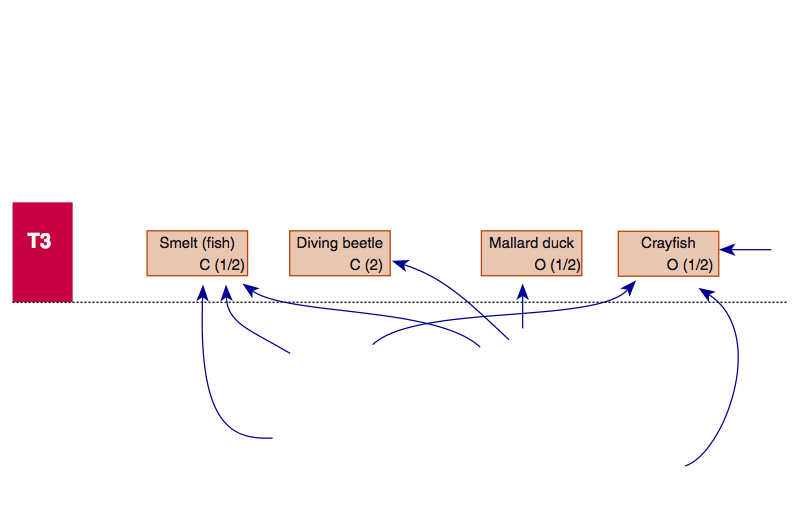 T3
Smelt (fish)
C (1/2)
Diving beetle
C (2)
Mallard duck
O (1/2)
Crayfish
O (1/2)